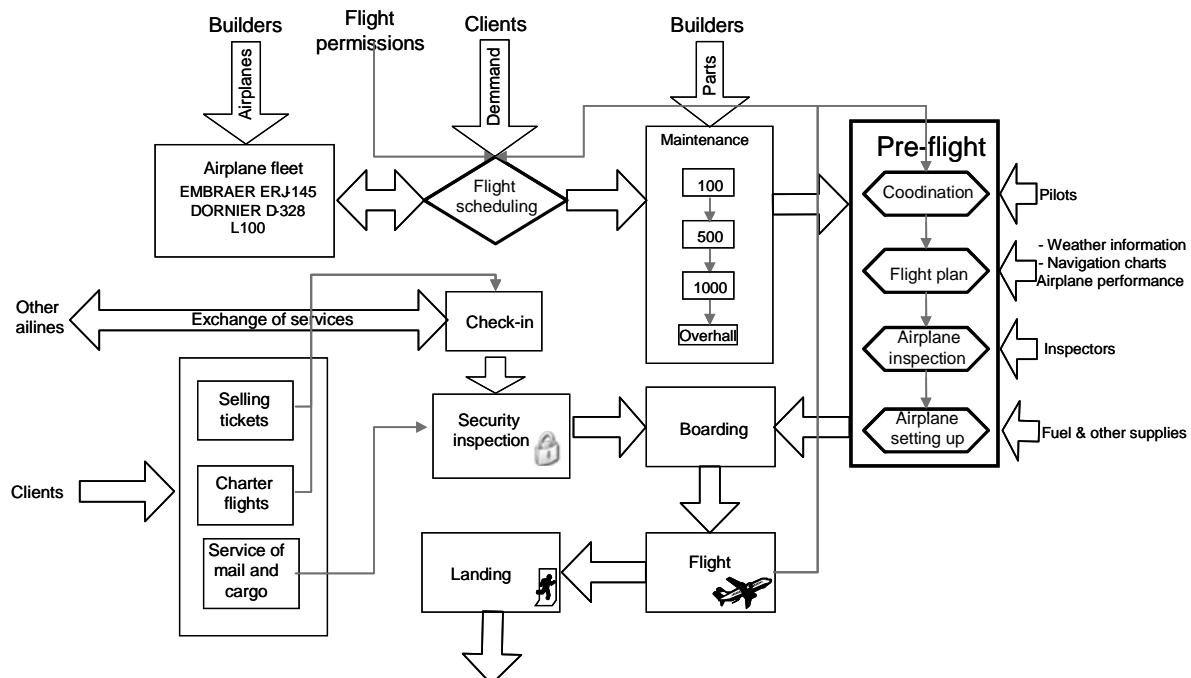 Builders
Flight
permissions
Clients
Builders
Airplanes
Demmand
Parts
Airplane fleet
EMBRAER ERJ-145
DORNIER D-328
L100
Flight
scheduling
Maintenance
100
500
1000
Overhall
Pre-flight
Coodination
Flight plan
Airplane
inspection
Airplane
setting up
Pilots
- Weather information
- Navigation charts
Airplane performance
Inspectors
Fuel & other supplies
Other
ailines
Exchange of services
Check-in
Selling
tickets
Security
inspection
Boarding
Clients
Charter
flights
Service of
mail and
cargo
Landing
Flight